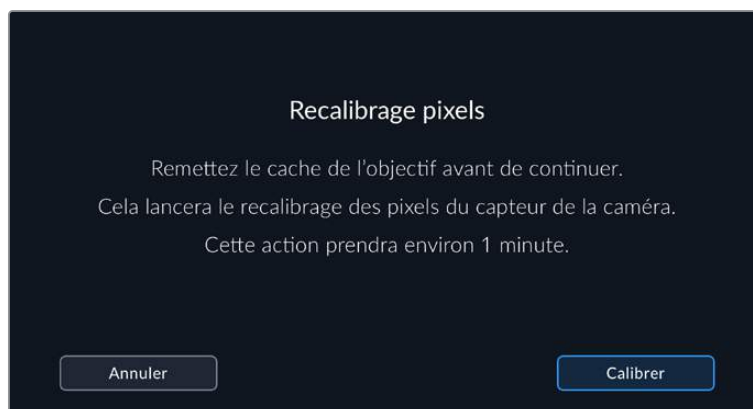 Recalibrage pixels
Remettez le cache de l’objectif avant de continuer.
Cela lancera le recalibrage des pixels du capteur de la caméra.
Cette action prendra environ 1 minute.
Annuler
Calibrer